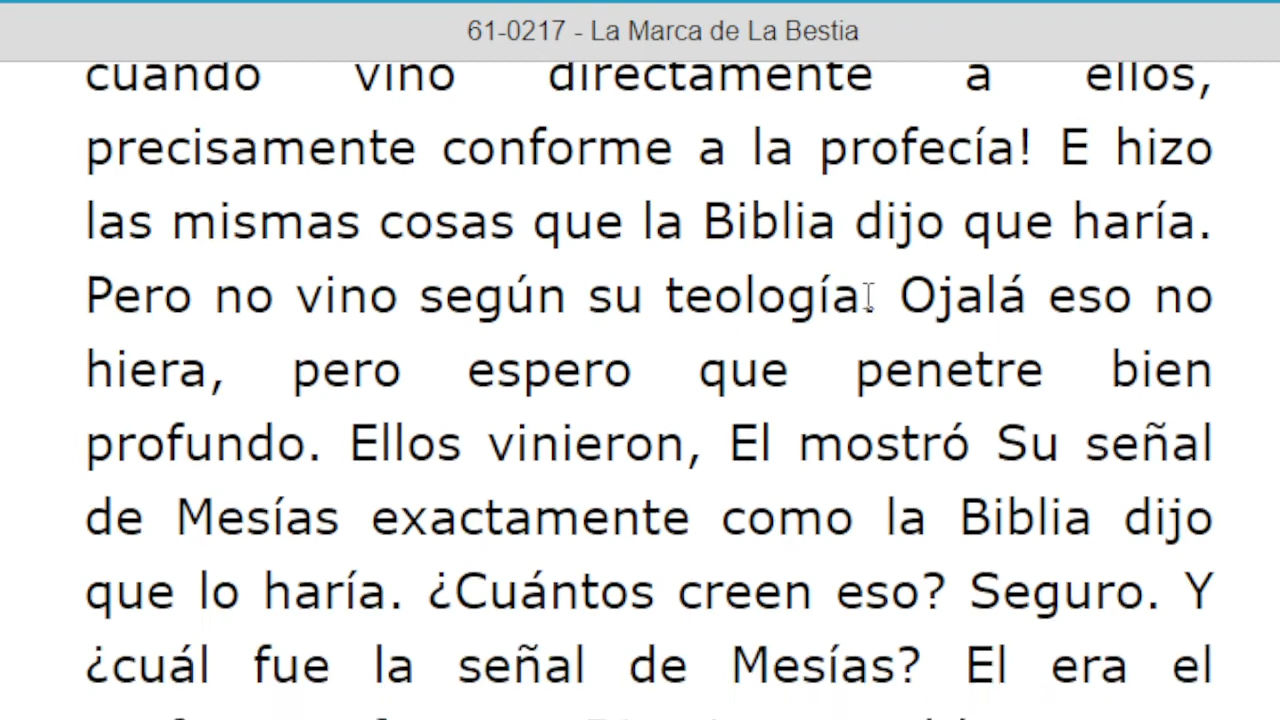 61-0217 - La Marca de La Bestia
cuando vino directamente a ellos,
precisamente conforme a la profecía! E hizo
las mismas cosas que la Biblia dijo que haría.
Pero no vino según su teología. Ojalá eso no
hiera, pero espero que penetre bien
profundo. Ellos vinieron, El mostró Su señal
de Mesías exactamente como la Biblia dijo
que lo haría. ¿Cuántos creen eso? Seguro. Y
¿cuál fue la señal de Mesías? El era el